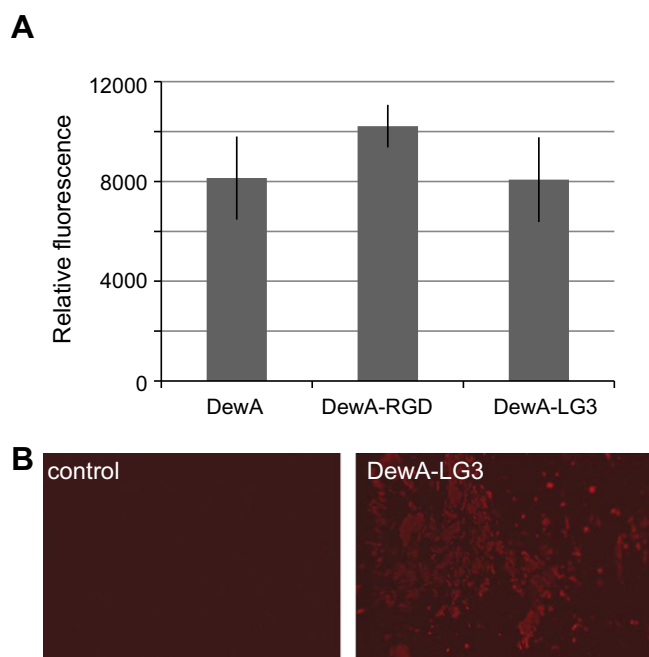 A
Relative fluorescence
12000
8000
4000
0
DewA DewA-RGD DewA-LG3
B
control DewA-LG3